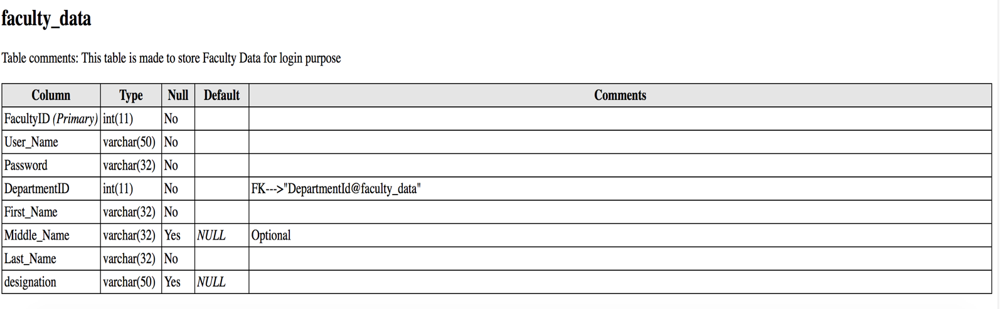 faculty_data
Table comments: This table is made to store Faculty Data for login purpose
Column Type Null Default Comments
FacultyID (Primary) int(11) No
User_Name varchar(50) No
Password varchar(32) No
DepartmentID int(11) No FK--->"DepartmentId@faculty_data"
First_Name varchar(32) No
Middle_Name varchar(32) Yes NULL Optional
Last_Name varchar(32) No
designation varchar(50) Yes NULL